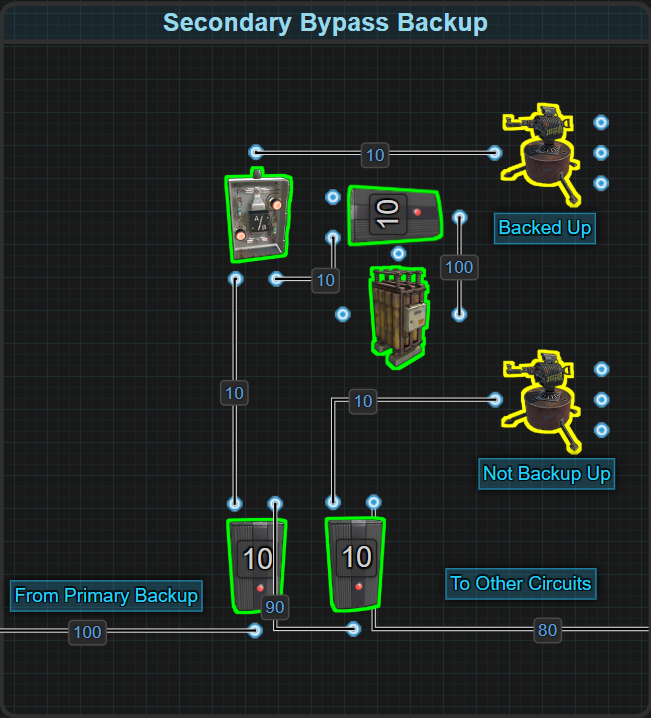 Secondary Bypass Backup
10
10
A/B
Backed Up
10
100
10
10
Not Backup Up
10
10
To Other Circuits
From Primary Backup
90
100
80